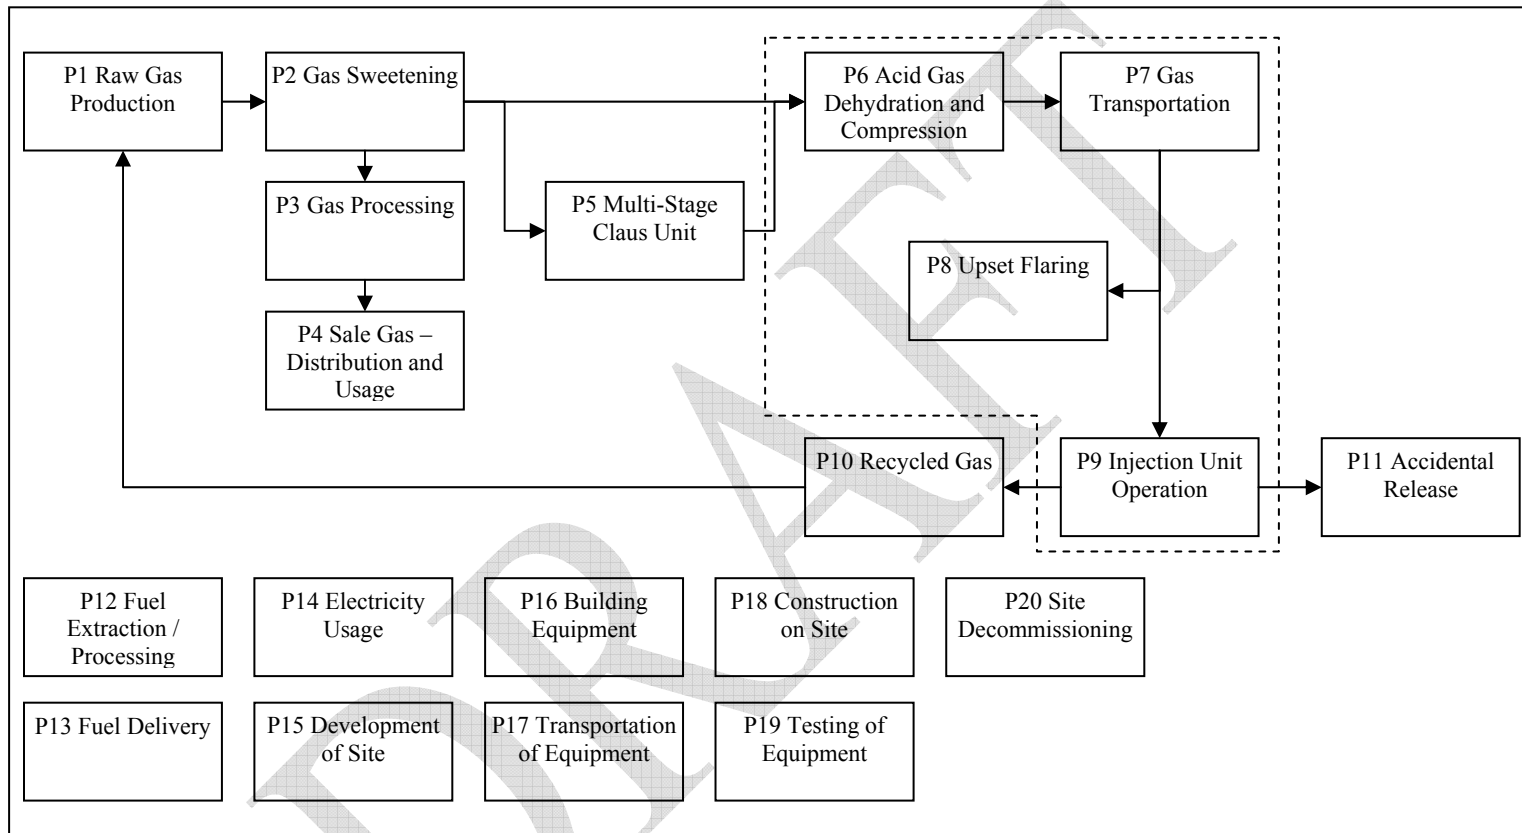 P1 Raw Gas
Production
P2 Gas Sweetening
P6 Acid Gas
Dehydration and
Compression
P7 Gas
Transportation
P3 Gas Processing
P5 Multi-Stage
Claus Unit
P8 Upset Flaring
P4 Sale Gas –
Distribution and
Usage
P10 Recycled Gas
P9 Injection Unit
Operation
P11 Accidental
Release
P12 Fuel
Extraction /
Processing
P14 Electricity
Usage
P16 Building
Equipment
P18 Construction
on Site
P20 Site
Decommissioning
P13 Fuel Delivery
P15 Development
of Site
P17 Transportation
of Equipment
P19 Testing of
Equipment
DRAFT